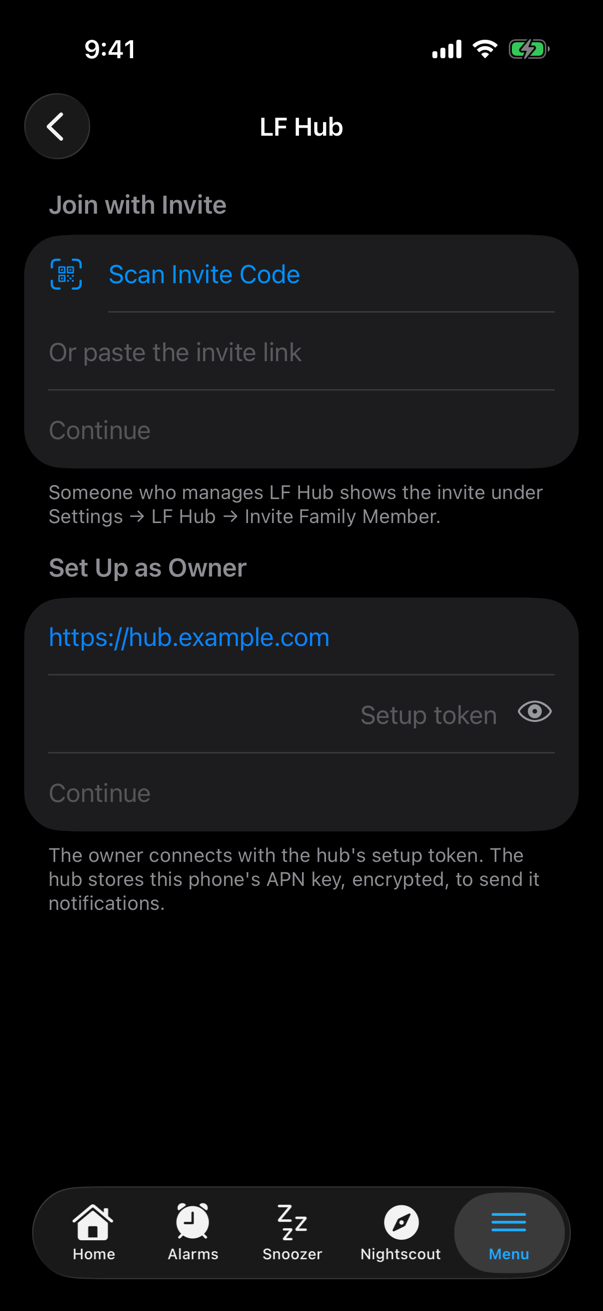 9:41
LF Hub
Join with Invite
Scan Invite Code
Or paste the invite link
Continue
Someone who manages LF Hub shows the invite under
Settings → LF Hub → Invite Family Member.
Set Up as Owner
https://hub.example.com
Setup token
Continue
The owner connects with the hub's setup token. The
hub stores this phone's APN key, encrypted, to send it
notifications.
Home
Alarms
Snoozer
Nightscout
Menu